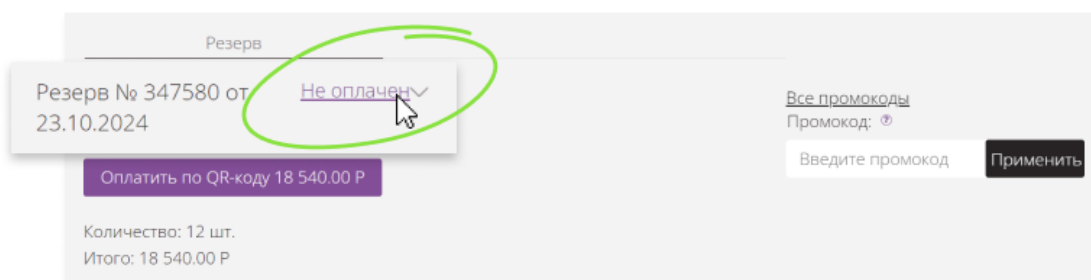 Резерв
Резерв № 347580 от
Не оплачен
23.10.2024
Все промокоды
Промокод:
Введите промокод
Применить
Оплатить по QR-коду 18 540.00 Р
Количество: 12 шт.
Итого: 18 540.00 Р